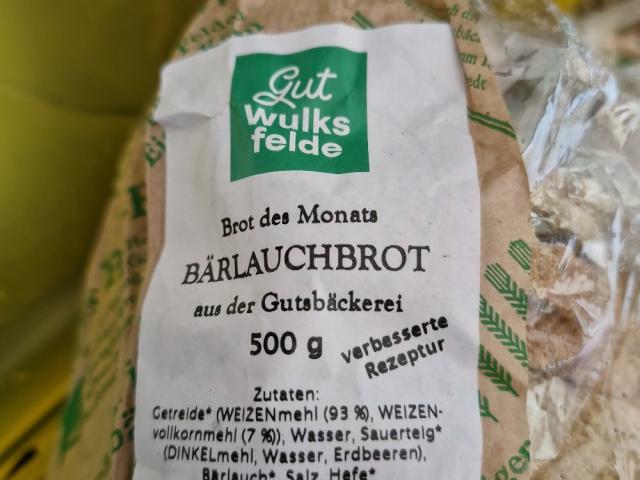 Gut
Wulks
felde
Brot des Monats
BÄRLAUCHBROT
aus der Gutsbäckerei
500 g
verbesserte
Rezeptur
Zutaten:
Getreide* (WEIZENmehl (93 %), WEIZEN-
vollkornmehl (7 %)), Wasser, Sauerteig*
(DINKELmehl, Wasser, Erdbeeren),
Bärlauch*, Salz, Hefe*